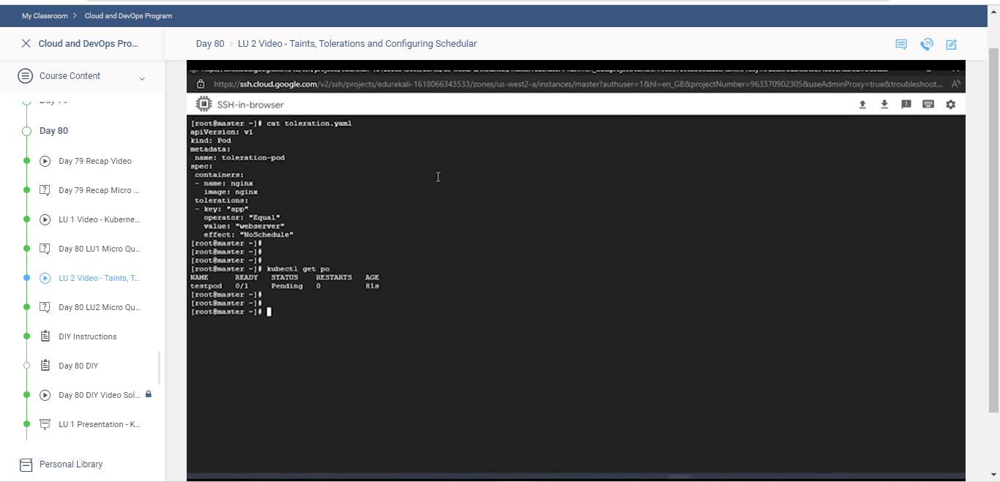 My Classroom > Cloud and DevOps Program
Cloud and DevOps Pro...
Day 80 > LU 2 Video - Taints, Tolerations and Configuring Schedular
24
Course Content
Day 79
Day 80
Day 79 Recap Video
Day 79 Recap Micro ...
LU 1 Video - Kuberne...
Day 80 LU1 Micro Qu...
LU 2 Video - Taints, T...
Day 80 LU2 Micro Qu...
DIY Instructions
Day 80 DIY
Day 80 DIY Video Sol...
LU 1 Presentation - K...
Personal Library
https://ssh.cloud.google.com/v2/ssh/projects/edurekali-1618066343533/zones/us-west2-a/instances/master?authuser=1&hl=en_GB&projectNumber=963370902305&useAdminProxy=true&troubleshoot...
SSH-in-browser
[root@master ~]# cat toleration.yaml
apiVersion: v1
kind: Pod
metadata:
 name: toleration-pod
spec:
 containers:
 - name: nginx
   image: nginx
 tolerations:
 - key: "app"
   operator: "Equal"
   value: "webserver"
   effect: "NoSchedule"
[root@master ~]#
[root@master ~]#
[root@master ~]#
[root@master ~]# kubectl get po
NAME      READY   STATUS    RESTARTS   AGE
testpod   0/1     Pending   0          81s
[root@master ~]#
[root@master ~]#
[root@master ~]#